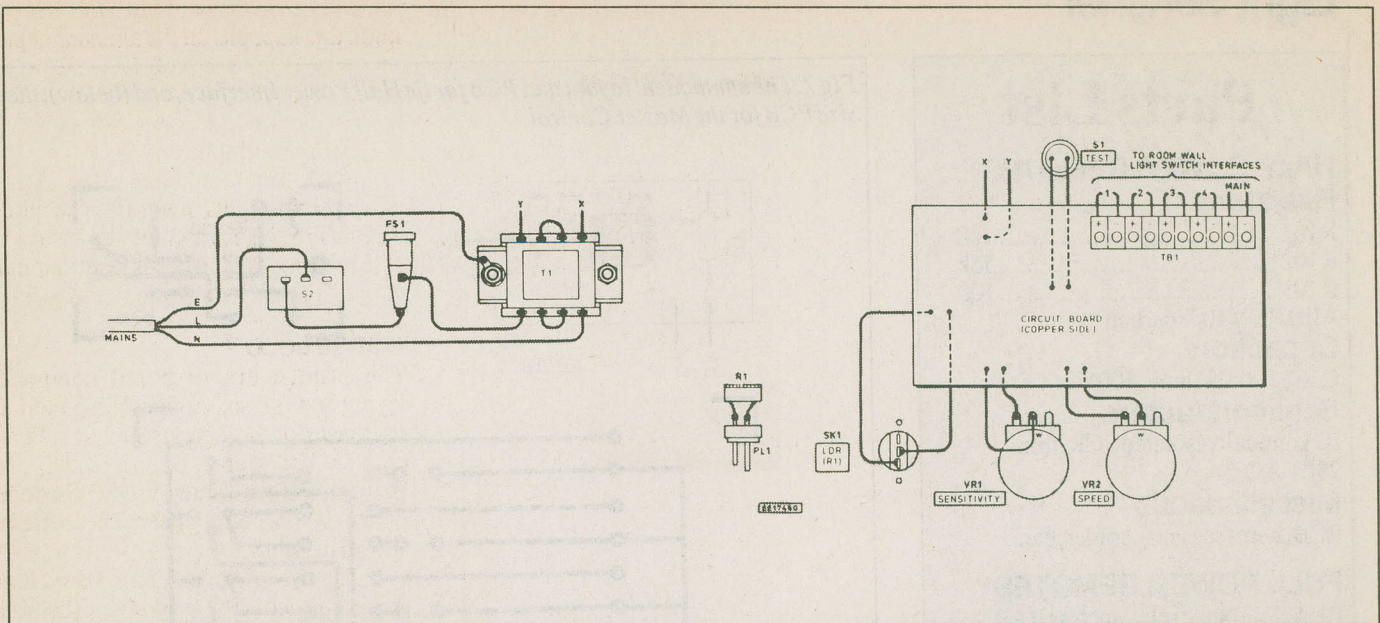 S1
TEST
X Y
TO ROOM WALL
LIGHT SWITCH INTERFACES
1 2 3 4 MAIN
+ - + - + - + - + -
TB1
Y X
FS1
T1
S2
E
L
N
MAINS
CIRCUIT BOARD
(COPPER SIDE)
R1
PL1
SK1
LDR
(R1)
W
W
VR1
SENSITIVITY
VR2
SPEED
EE1746G